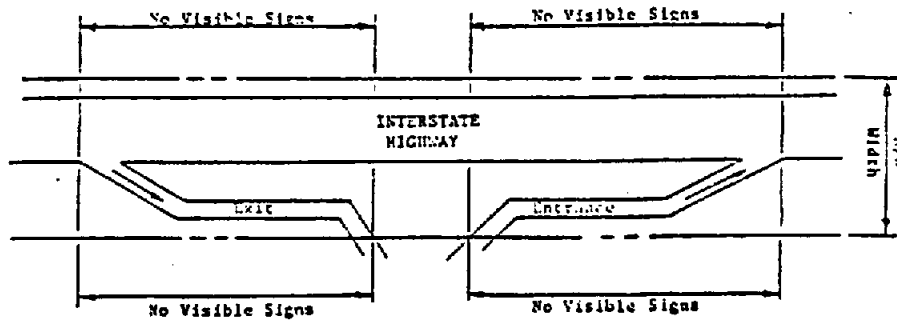 No Visible Signs
No Visible Signs
INTERSTATE
HIGHWAY
Width
Exit
Entrance
No Visible Signs
No Visible Signs